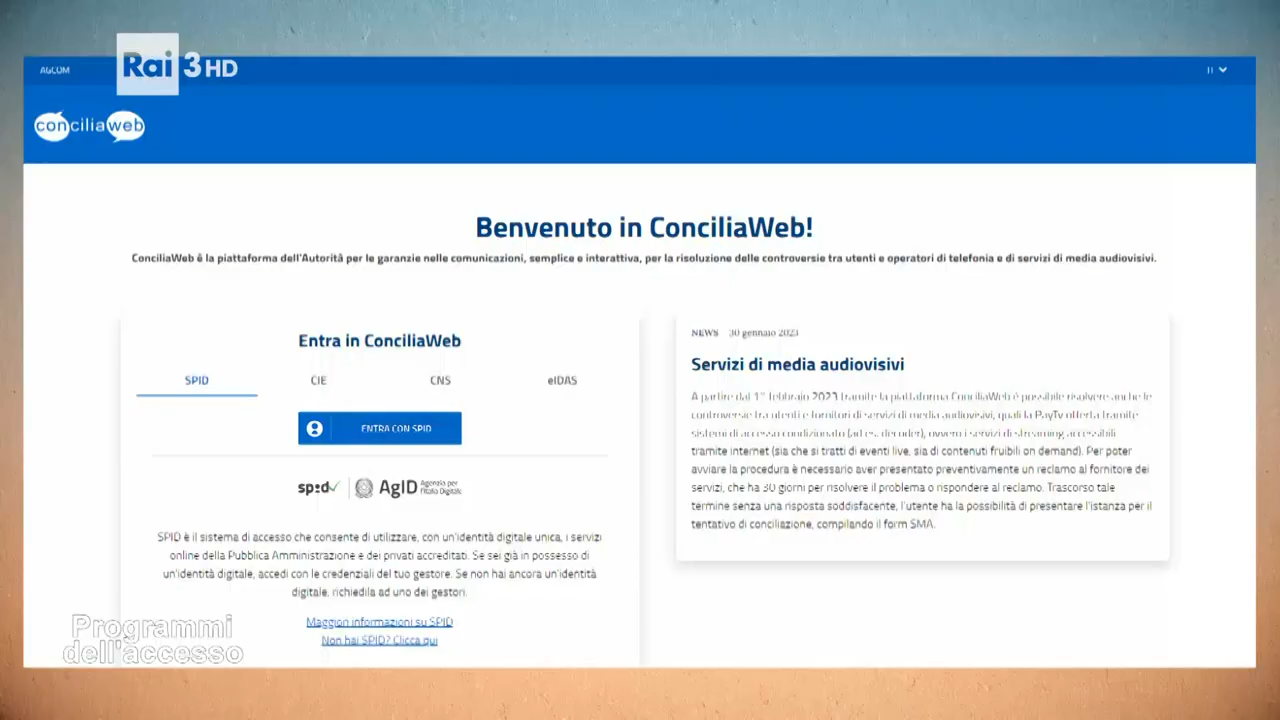 AGCOM
Rai 3 HD
IT
conciliaweb
Benvenuto in ConciliaWeb!
ConciliaWeb è la piattaforma dell'Autorità per le garanzie nelle comunicazioni, semplice e interattiva, per la risoluzione delle controversie tra utenti e operatori di telefonia e di servizi di media audiovisivi.
Entra in ConciliaWeb
SPID CIE CNS eIDAS
ENTRA CON SPID
spid AgID Agenzia per
l'Italia Digitale
SPID è il sistema di accesso che consente di utilizzare, con un'identità digitale unica, i servizi
online della Pubblica Amministrazione e dei privati accreditati. Se sei già in possesso di
un'identità digitale, accedi con le credenziali del tuo gestore. Se non hai ancora un'identità
digitale, richiedila ad uno dei gestori.
Maggiori informazioni su SPID
Non hai SPID? Clicca qui
NEWS 30 gennaio 2023
Servizi di media audiovisivi
A partire dal 1° febbraio 2023 tramite la piattaforma ConciliaWeb è possibile risolvere anche le
controversie tra utenti e fornitori di servizi di media audiovisivi, quali la PayTv offerta tramite
sistemi di accesso condizionato (ad es. decoder), ovvero i servizi di streaming accessibili
tramite internet (sia che si tratti di eventi live, sia di contenuti fruibili on demand). Per poter
avviare la procedura è necessario aver presentato preventivamente un reclamo al fornitore dei
servizi, che ha 30 giorni per risolvere il problema o rispondere al reclamo. Trascorso tale
termine senza una risposta soddisfacente, l'utente ha la possibilità di presentare l'istanza per il
tentativo di conciliazione, compilando il form SMA.
Programmi
dell'accesso